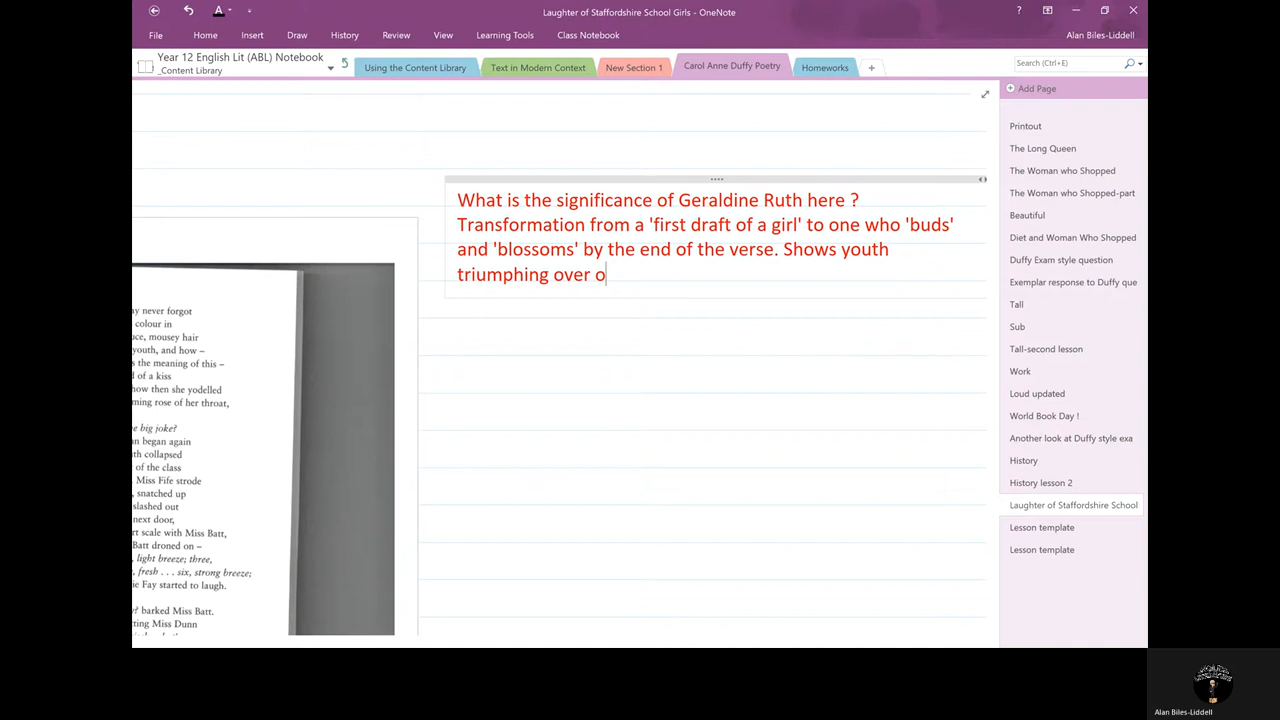 Laughter of Staffordshire School Girls - OneNote
?
File Home Insert Draw History Review View Learning Tools Class Notebook
Alan Biles-Liddell
Year 12 English Lit (ABL) Notebook
_Content Library
Using the Content Library
Text in Modern Context
New Section 1
Carol Anne Duffy Poetry
Homeworks
+
Search (Ctrl+E)
Add Page
Printout
The Long Queen
The Woman who Shopped
The Woman who Shopped-part
Beautiful
Diet and Woman Who Shopped
Duffy Exam style question
Exemplar response to Duffy que
Tall
Sub
Tall-second lesson
Work
Loud updated
World Book Day !
Another look at Duffy style exa
History
History lesson 2
Laughter of Staffordshire School
Lesson template
Lesson template
What is the significance of Geraldine Ruth here ?
Transformation from a 'first draft of a girl' to one who 'buds'
and 'blossoms' by the end of the verse. Shows youth
triumphing over o
never forgot
colour in
mousey hair
youth, and how –
s the meaning of this –
of a kiss
how then she yodelled
ming rose of her throat,
e big joke?
n began again
th collapsed
of the class
Miss Fife strode
, snatched up
slashed out
next door,
rt scale with Miss Batt,
Batt droned on –
, light breeze; three,
, fresh . . . six, strong breeze;
ie Fay started to laugh.
y? barked Miss Batt.
tting Miss Dunn
Alan Biles-Liddell